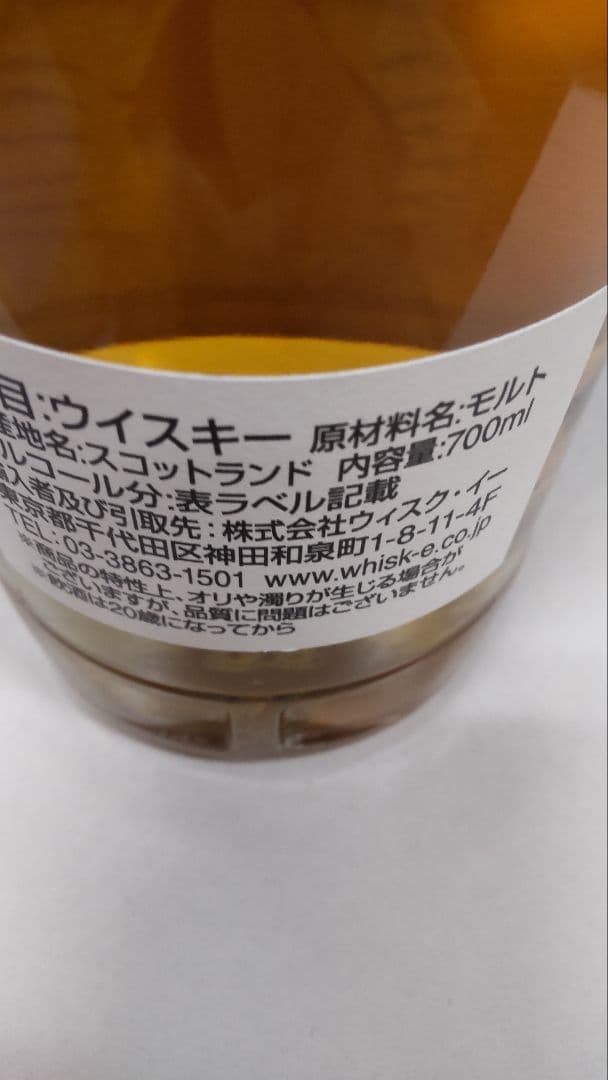 目:ウイスキー 原材料名:モルト
産地名:スコットランド 内容量:700ml
ルコール分:表ラベル記載
輸入者及び引取先:株式会社ウィスク・イー
東京都千代田区神田和泉町1-8-11-4F
TEL:03-3863-1501 www.whisk-e.co.jp
※商品の特性上、オリや濁りが生じる場合が
ございますが、品質に問題はございません。
※飲酒は20歳になってから